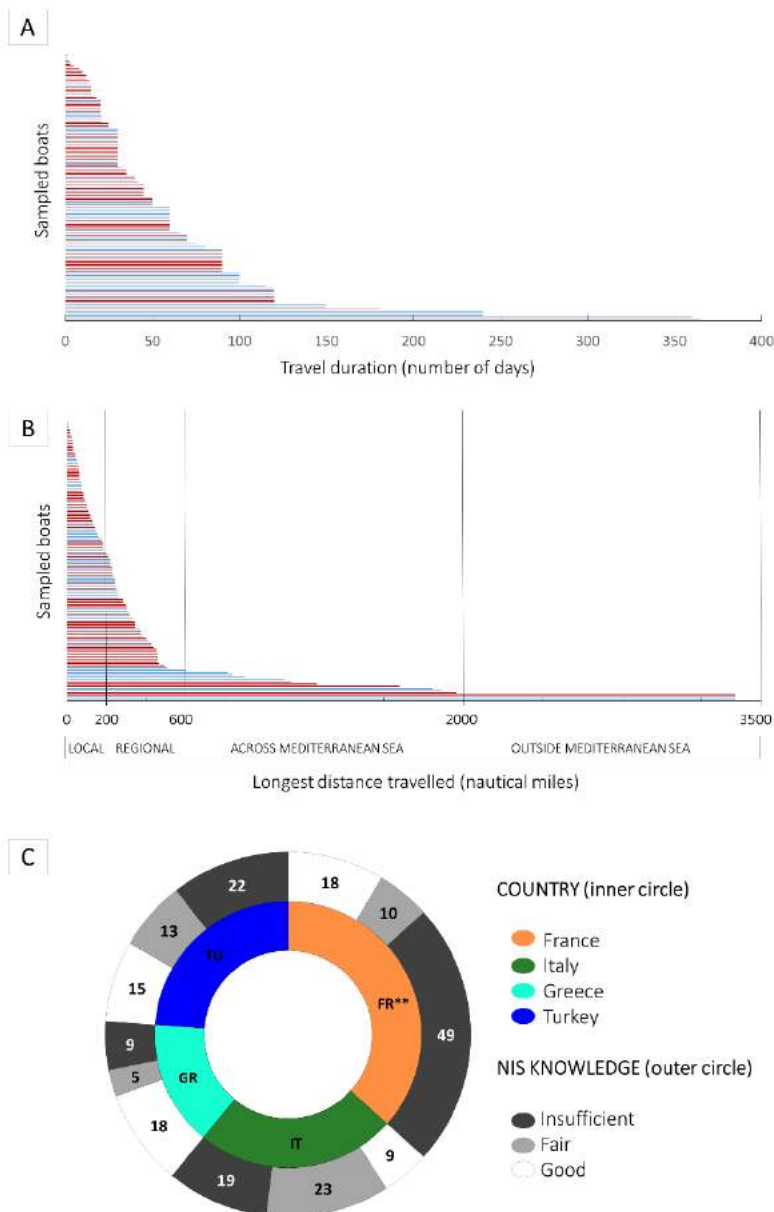 A
Sampled boats
0 50 100 150 200 250 300 350 400
Travel duration (number of days)
B
Sampled boats
0 200 600 2000 3500
LOCAL REGIONAL ACROSS MEDITERRANEAN SEA OUTSIDE MEDITERRANEAN SEA
Longest distance travelled (nautical miles)
C
22 18
13 10
TU
15 FR** 49
9
5 GR
18 IT 9
19 23
COUNTRY (inner circle)
France
Italy
Greece
Turkey
NIS KNOWLEDGE (outer circle)
Insufficient
Fair
Good